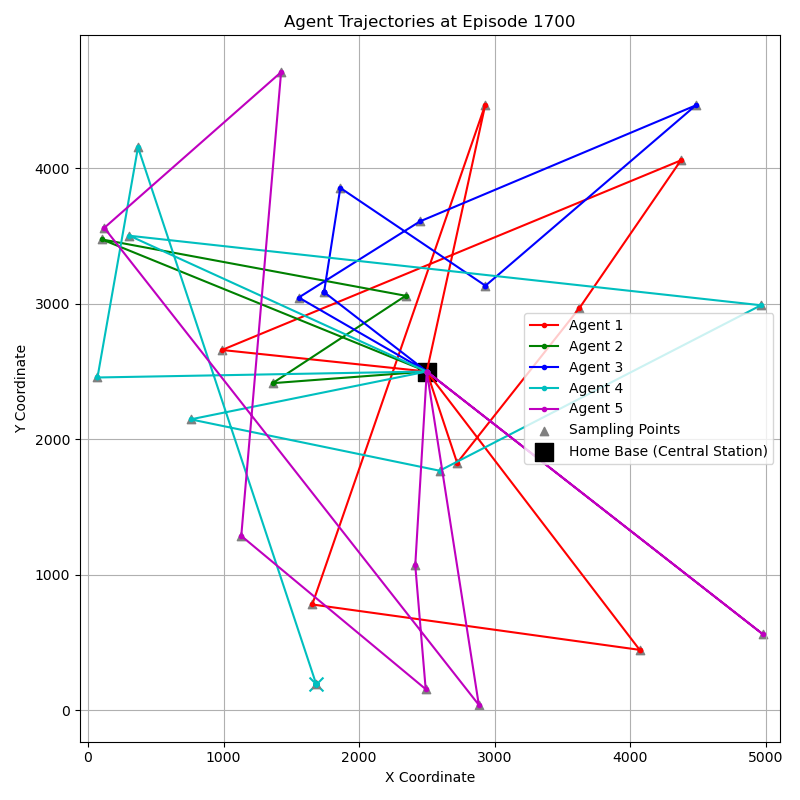 Agent Trajectories at Episode 1700
Y Coordinate
4000
3000
2000
1000
0
Agent 1
Agent 2
Agent 3
Agent 4
Agent 5
Sampling Points
Home Base (Central Station)
0 1000 2000 3000 4000 5000
X Coordinate